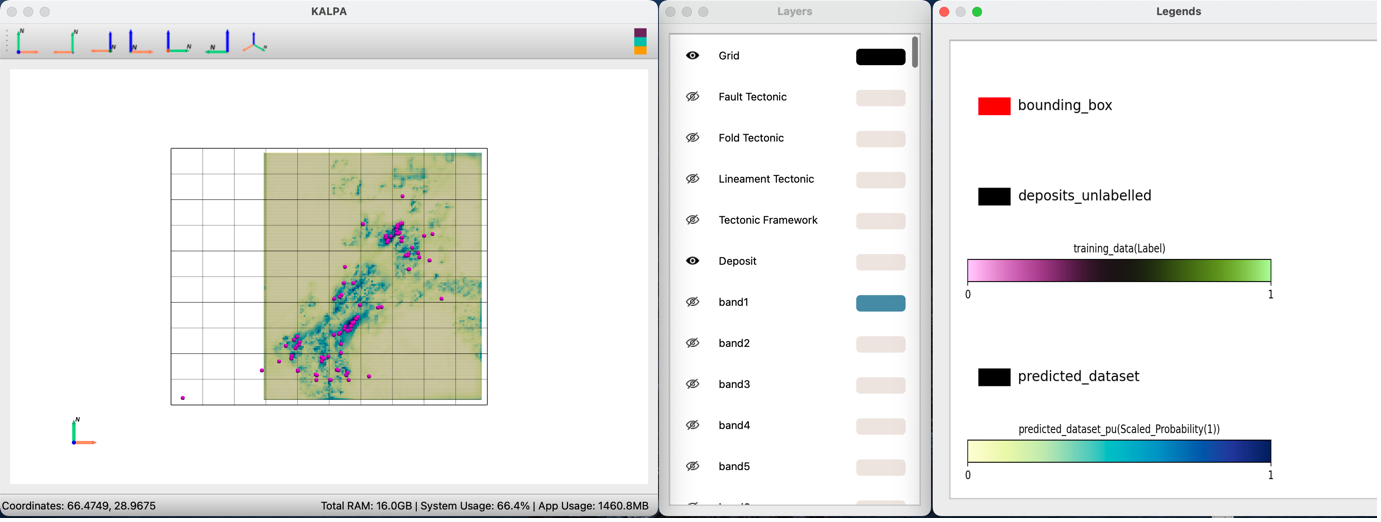 KALPA
N
N
N
N
N
N
N
N
Coordinates: 66.4749, 28.9675
Total RAM: 16.0GB | System Usage: 66.4% | App Usage: 1460.8MB
Layers
Grid
Fault Tectonic
Fold Tectonic
Lineament Tectonic
Tectonic Framework
Deposit
band1
band2
band3
band4
band5
Legends
bounding_box
deposits_unlabelled
training_data(Label)
0 1
predicted_dataset
predicted_dataset_pu(Scaled_Probability(1))
0 1